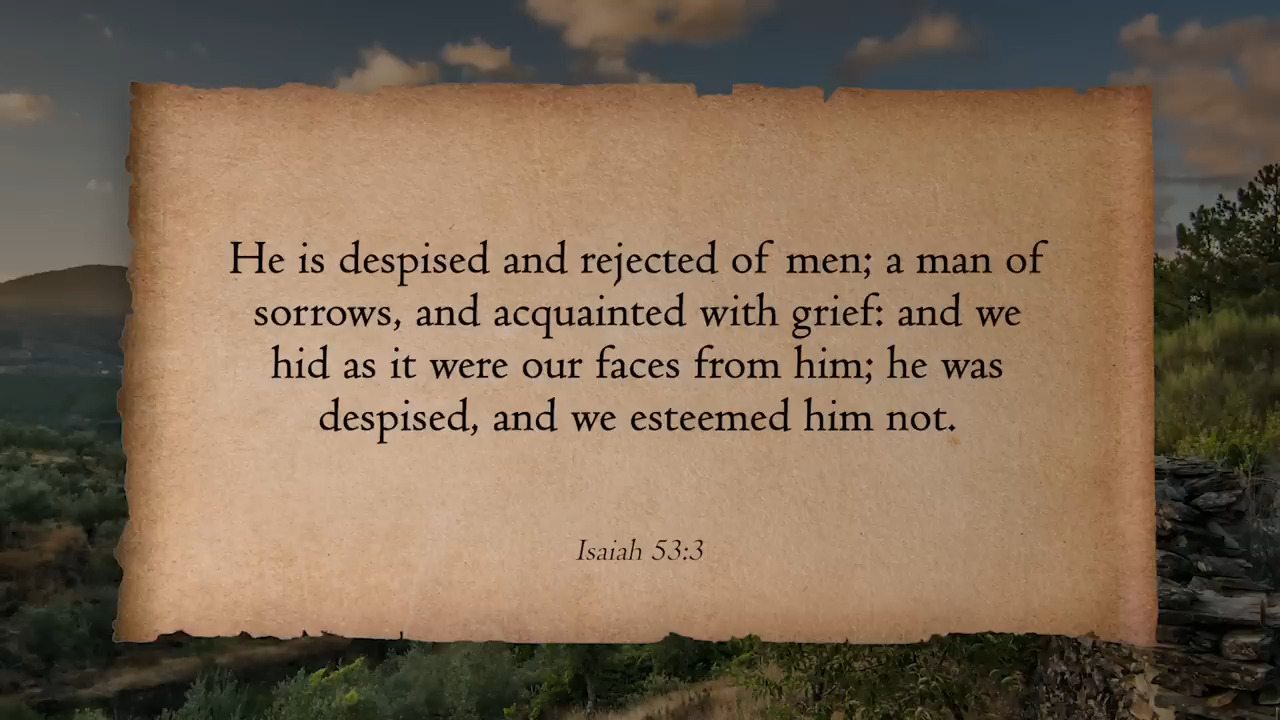 He is despised and rejected of men; a man of
sorrows, and acquainted with grief: and we
hid as it were our faces from him; he was
despised, and we esteemed him not.
Isaiah 53:3